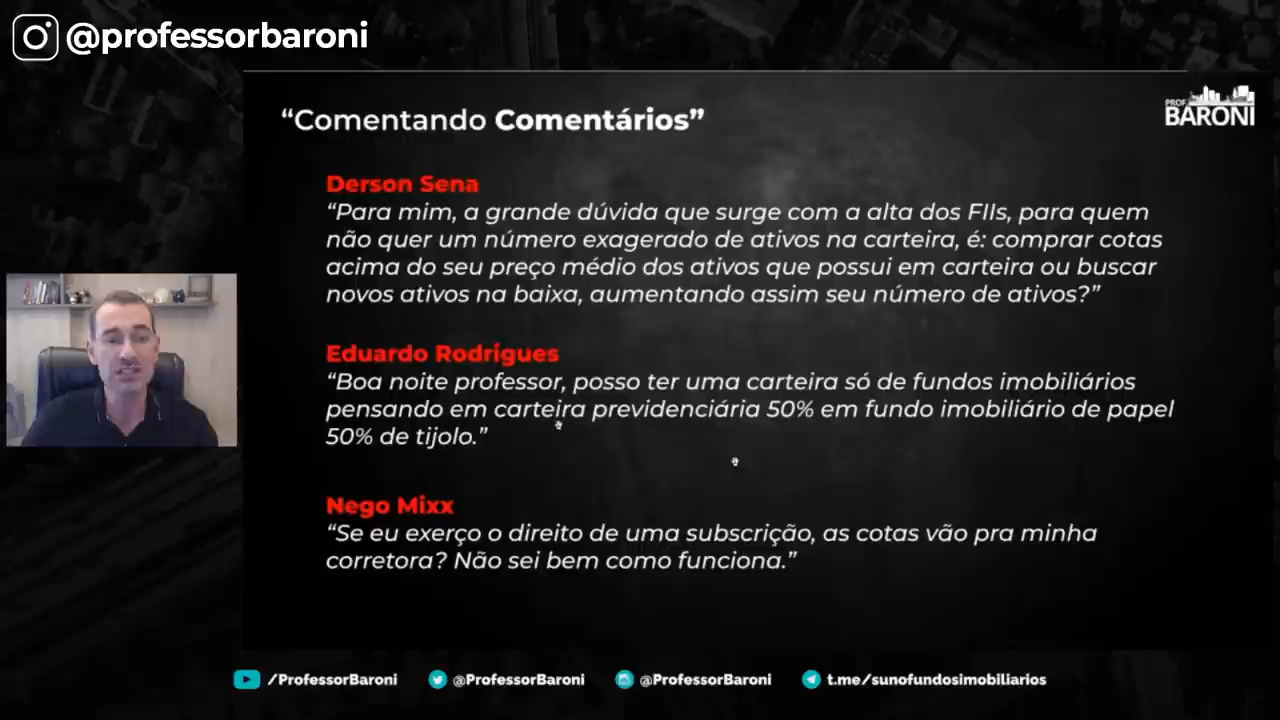 @professorbaroni
PROF.
BARONI
“Comentando Comentários”
Derson Sena
“Para mim, a grande dúvida que surge com a alta dos FIIs, para quem
não quer um número exagerado de ativos na carteira, é: comprar cotas
acima do seu preço médio dos ativos que possui em carteira ou buscar
novos ativos na baixa, aumentando assim seu número de ativos?”
Eduardo Rodrigues
“Boa noite professor, posso ter uma carteira só de fundos imobiliários
pensando em carteira previdenciária 50% em fundo imobiliário de papel
50% de tijolo.”
Nego Mixx
“Se eu exerço o direito de uma subscrição, as cotas vão pra minha
corretora? Não sei bem como funciona.”
/ProfessorBaroni @ProfessorBaroni @ProfessorBaroni t.me/sunofundosimobiliarios